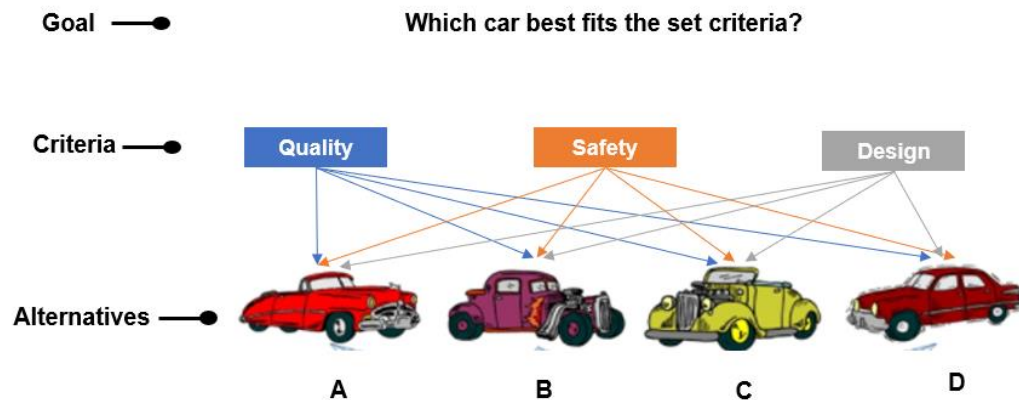 Goal
Which car best fits the set criteria?
Criteria
Quality
Safety
Design
Alternatives
A
B
C
D